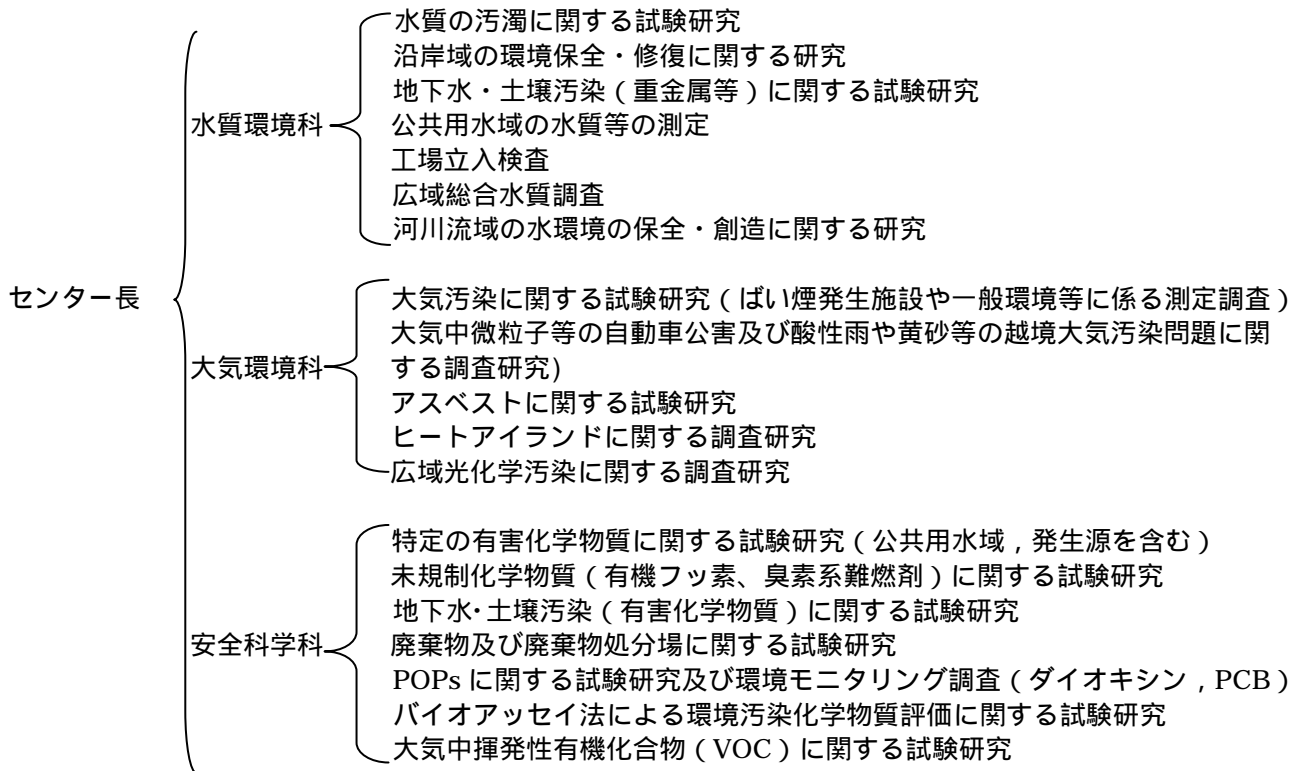 センター長
水質環境科
水質の汚濁に関する試験研究
沿岸域の環境保全・修復に関する研究
地下水・土壌汚染(重金属等)に関する試験研究
公共用水域の水質等の測定
工場立入検査
広域総合水質調査
河川流域の水環境の保全・創造に関する研究
大気環境科
大気汚染に関する試験研究(ばい煙発生施設や一般環境等に係る測定調査)
大気中微粒子等の自動車公害及び酸性雨や黄砂等の越境大気汚染問題に関
する調査研究)
アスベストに関する試験研究
ヒートアイランドに関する調査研究
広域光化学汚染に関する調査研究
安全科学科
特定の有害化学物質に関する試験研究(公共用水域,発生源を含む)
未規制化学物質(有機フッ素、臭素系難燃剤)に関する試験研究
地下水・土壌汚染(有害化学物質)に関する試験研究
廃棄物及び廃棄物処分場に関する試験研究
POPs に関する試験研究及び環境モニタリング調査(ダイオキシン,PCB)
バイオアッセイ法による環境汚染化学物質評価に関する試験研究
大気中揮発性有機化合物(VOC)に関する試験研究